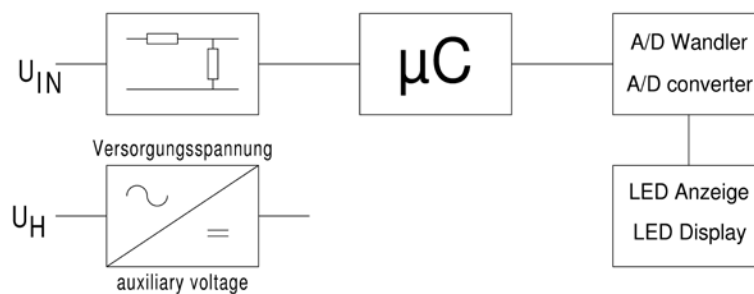 U_IN
µC
A/D Wandler
A/D converter
Versorgungsspannung
U_H
auxiliary voltage
LED Anzeige
LED Display